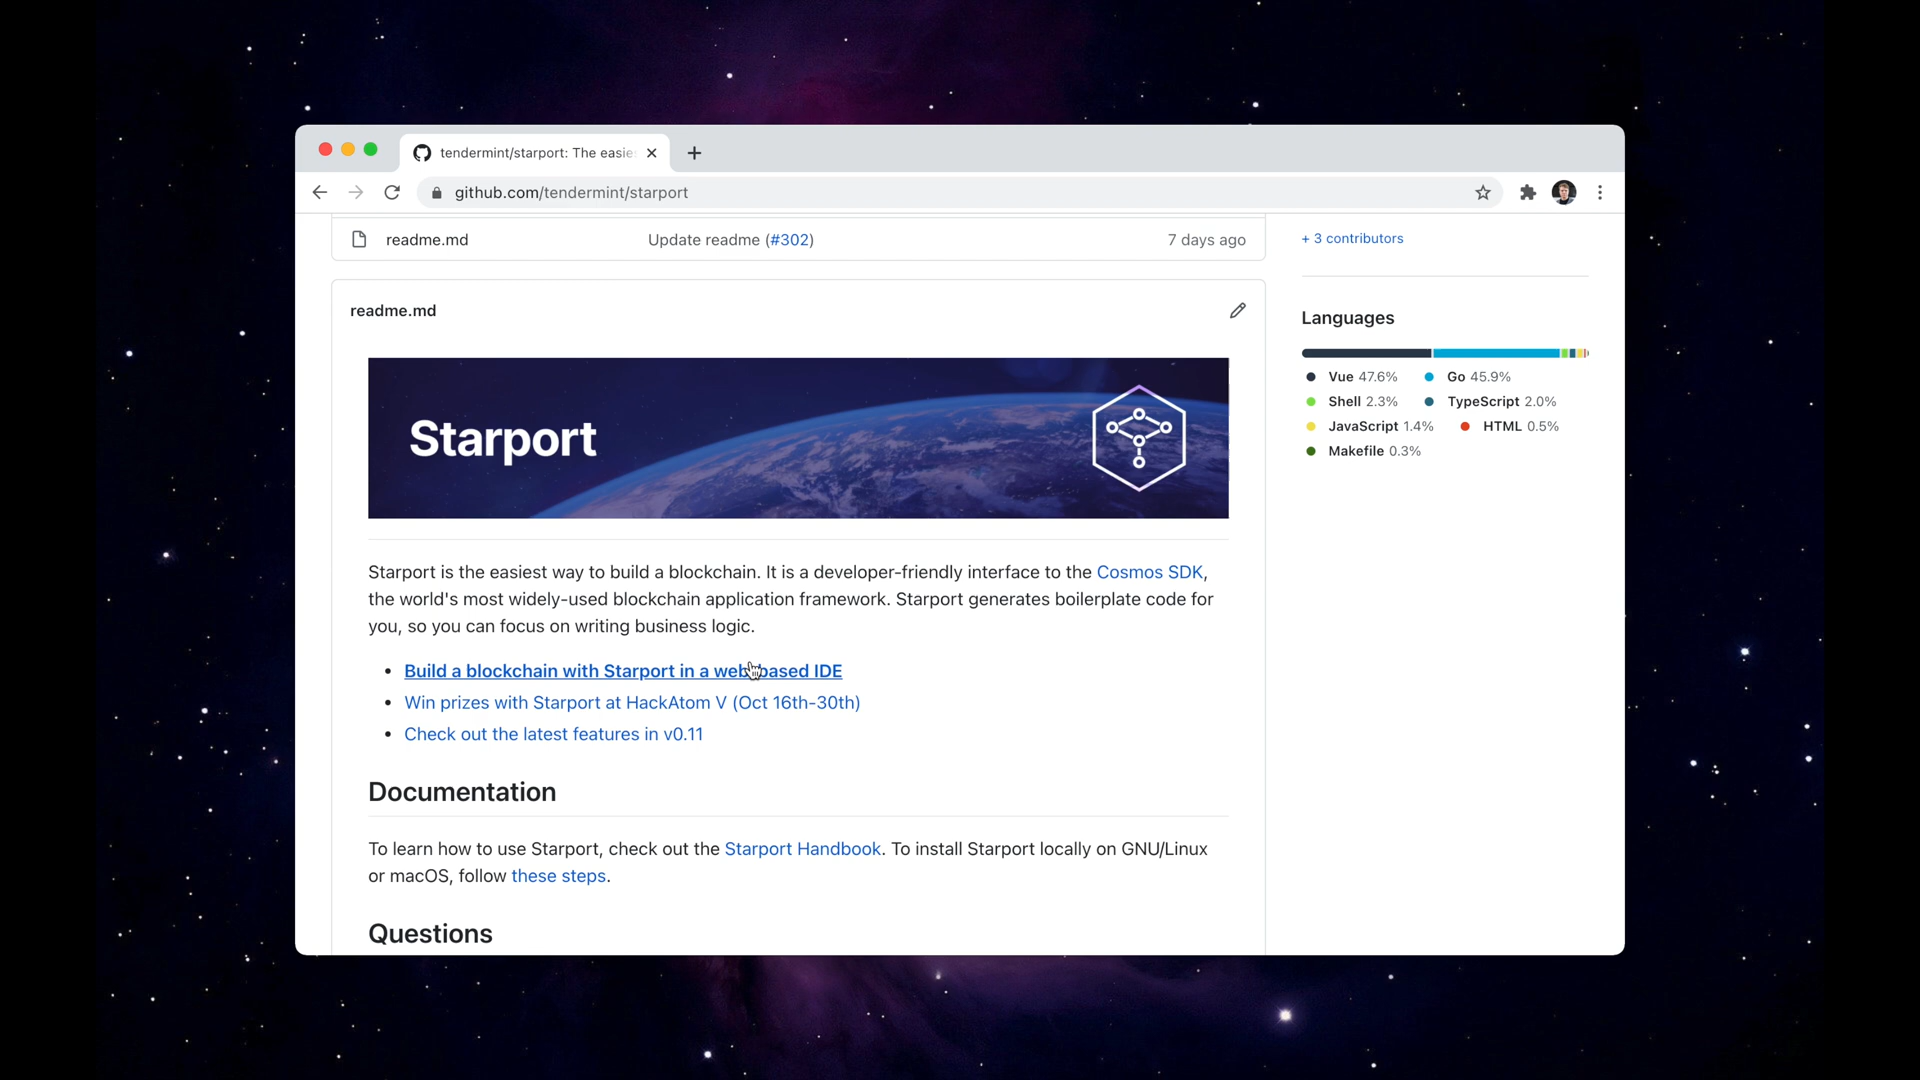 tendermint/starport: The easie
github.com/tendermint/starport
readme.md Update readme (#302) 7 days ago
+ 3 contributors
readme.md
Languages
Vue 47.6% Go 45.9%
Shell 2.3% TypeScript 2.0%
JavaScript 1.4% HTML 0.5%
Makefile 0.3%
Starport
Starport is the easiest way to build a blockchain. It is a developer-friendly interface to the Cosmos SDK,
the world's most widely-used blockchain application framework. Starport generates boilerplate code for
you, so you can focus on writing business logic.
Build a blockchain with Starport in a web-based IDE
Win prizes with Starport at HackAtom V (Oct 16th-30th)
Check out the latest features in v0.11
Documentation
To learn how to use Starport, check out the Starport Handbook. To install Starport locally on GNU/Linux
or macOS, follow these steps.
Questions